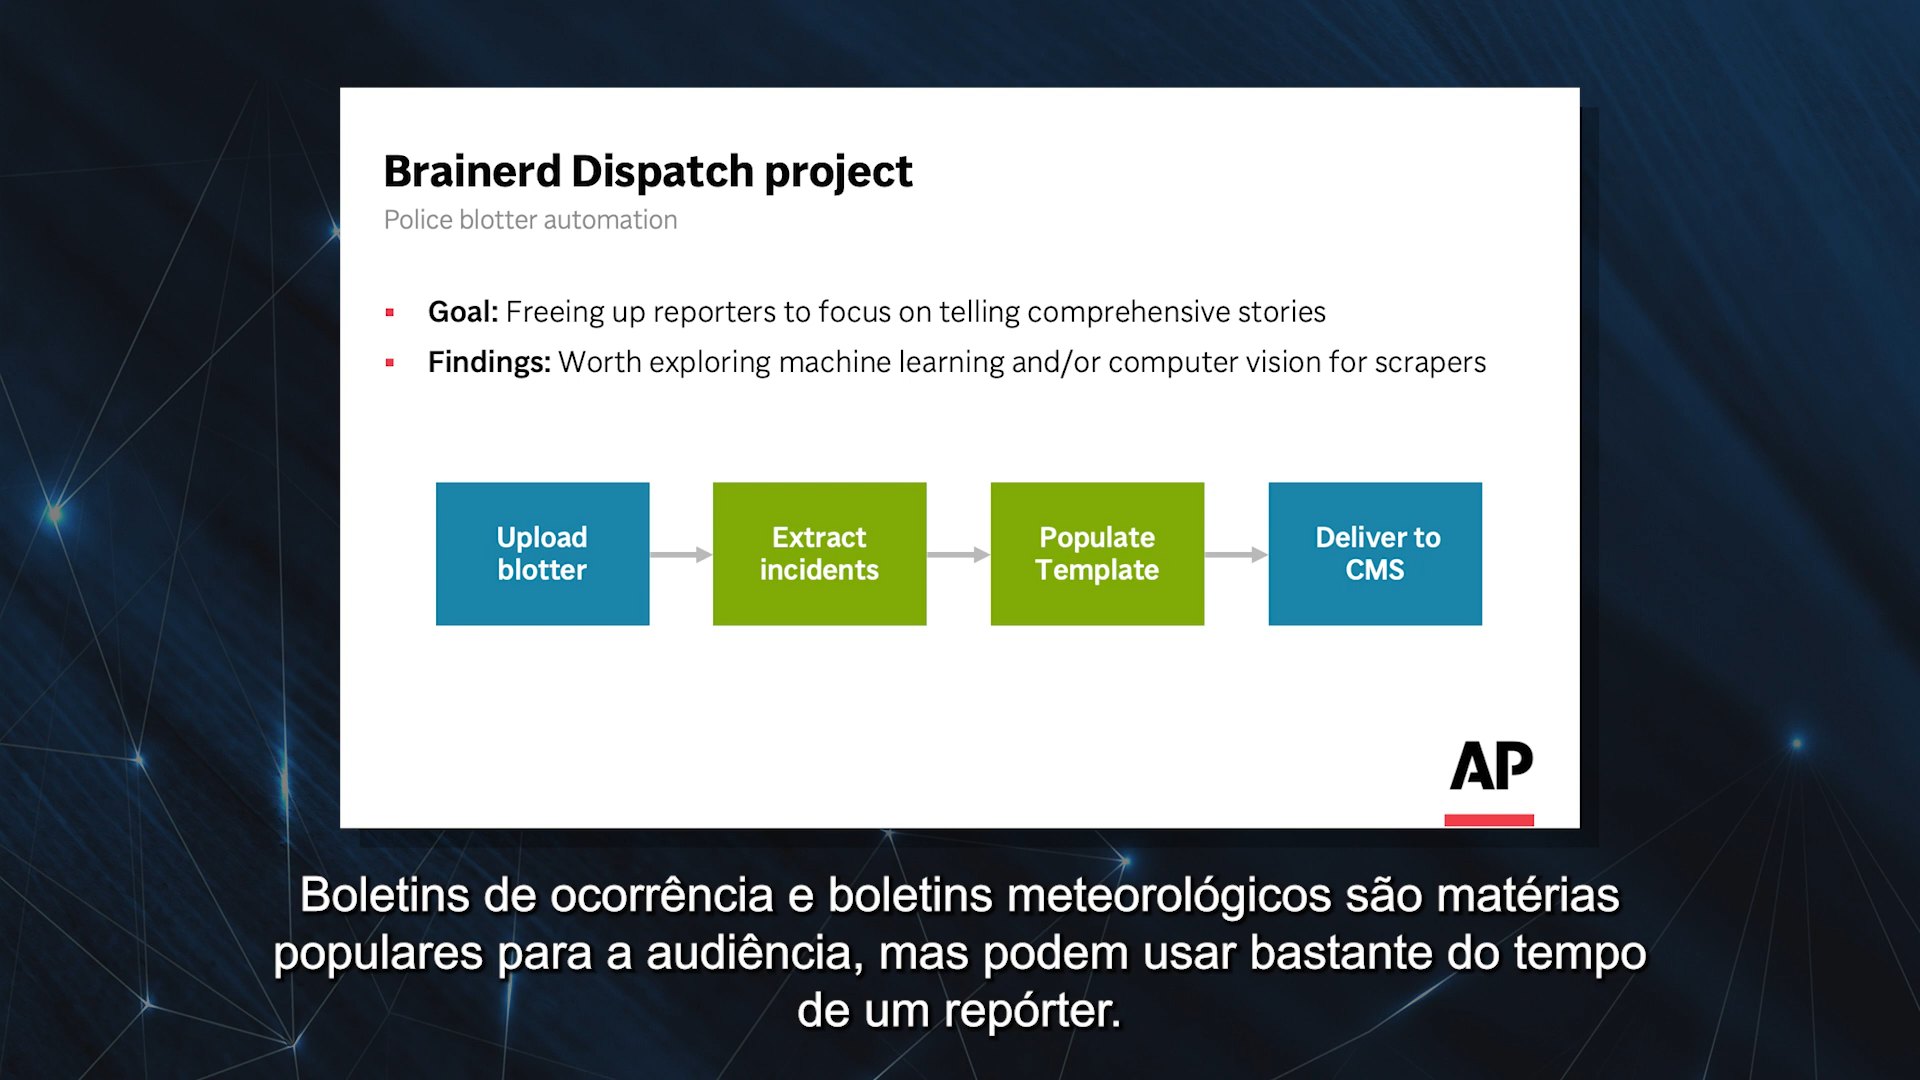 Brainerd Dispatch project
Police blotter automation
Goal: Freeing up reporters to focus on telling comprehensive stories
Findings: Worth exploring machine learning and/or computer vision for scrapers
Upload
blotter
Extract
incidents
Populate
Template
Deliver to
CMS
AP
Boletins de ocorrência e boletins meteorológicos são matérias
populares para a audiência, mas podem usar bastante do tempo
de um repórter.